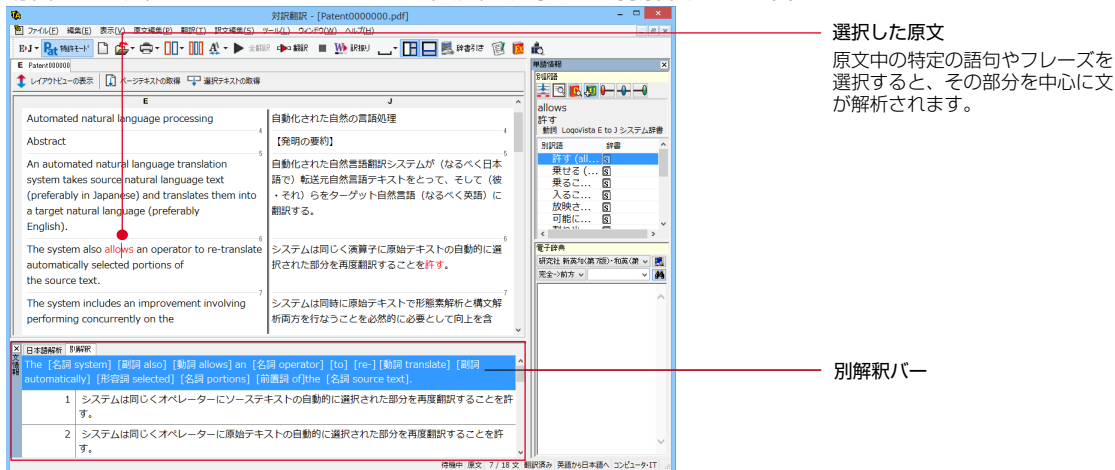 対訳翻訳 - [Patent0000000.pdf]
ファイル(F) 編集(E) 表示(V) 原文編集(P) 翻訳(T) 訳文編集(S) ツール(L) ウィンドウ(W) ヘルプ(H)
特許モード 全翻訳 翻訳 訳振り 辞書引き
E Patent000000
レイアウトビューの表示 ページテキストの取得 選択テキストの取得
E J
Automated natural language processing
自動化された自然の言語処理
4 4
Abstract
【発明の要約】
5 5
An automated natural language translation
system takes source natural language text
(preferably in Japanese) and translates them into
a target natural language (preferably
English).
自動化された自然言語翻訳システムが（なるべく日本
語で）転送元自然言語テキストをとって、そして（彼
・それ）らをターゲット自然言語（なるべく英語）に
翻訳する。
6 6
The system also allows an operator to re-translate
automatically selected portions of
the source text.
システムは同じく演算子に原始テキストの自動的に選
択された部分を再度翻訳することを許す。
7 7
The system includes an improvement involving
performing concurrently on the
システムは同時に原始テキストで形態素解析と構文解
析両方を行なうことを必然的に必要として向上を含
単語情報
別訳語
allows
許す
動詞 LogoVista E to J システム辞書
別訳語 辞書
許す (all... S
乗せる (... S
乗るこ... S
入るこ... S
放映さ... S
可能に... S
電子辞典
研究社 新英和(第7版)・和英(第
完全->前方
文情報
日本語解析 別解釈
The [名詞 system] [副詞 also] [動詞 allows] an [名詞 operator] [to] [re-] [動詞 translate] [副詞
automatically] [形容詞 selected] [名詞 portions] [前置詞 of]the [名詞 source text].
1 システムは同じくオペレーターにソーステキストの自動的に選択された部分を再度翻訳することを許
す。
2 システムは同じくオペレーターに原始テキストの自動的に選択された部分を再度翻訳することを許
す。
待機中 原文 7 / 18 文 翻訳済み 英語から日本語へ コンピュータ・IT
選択した原文
原文中の特定の語句やフレーズを
選択すると、その部分を中心に文
が解析されます。
別解釈バー